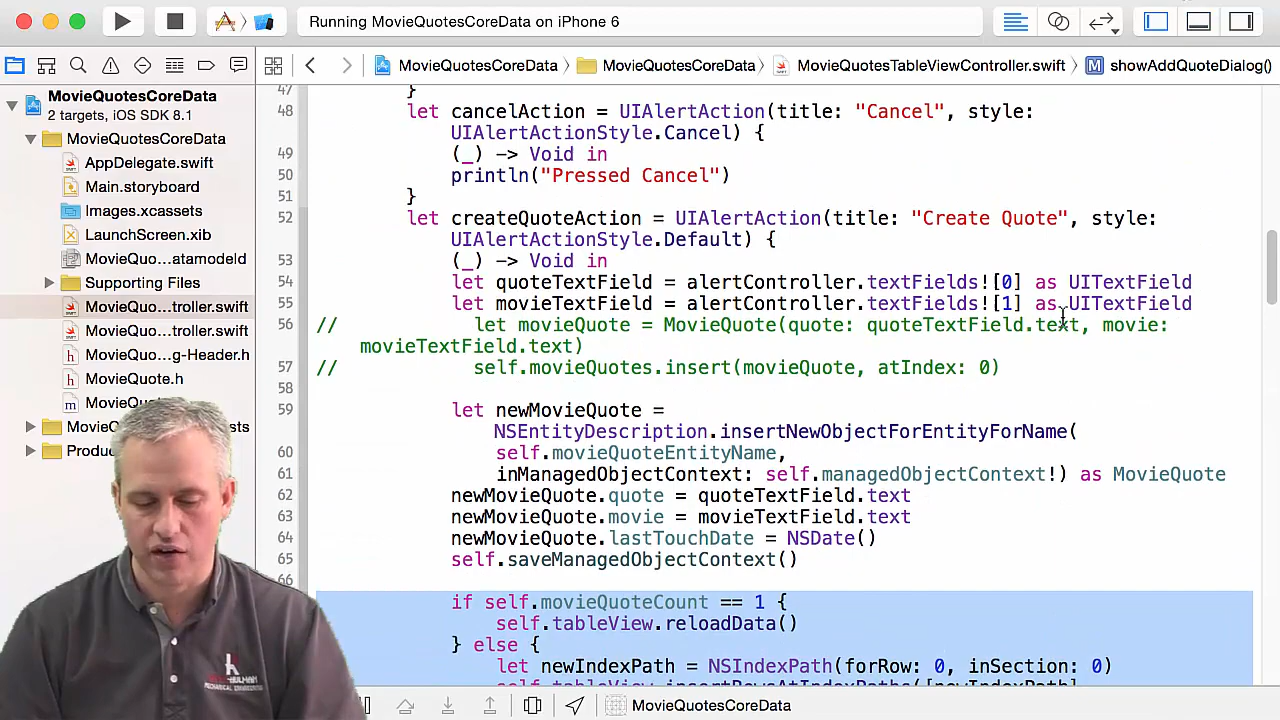 Running MovieQuotesCoreData on iPhone 6
MovieQuotesCoreData
MovieQuotesCoreData
MovieQuotesTableViewController.swift
M showAddQuoteDialog()
MovieQuotesCoreData
2 targets, iOS SDK 8.1
MovieQuotesCoreData
AppDelegate.swift
Main.storyboard
Images.xcassets
LaunchScreen.xib
MovieQuo...atamodeld
Supporting Files
MovieQuo...troller.swift
MovieQuo...troller.swift
MovieQuo...g-Header.h
MovieQuote.h
47 }
48 let cancelAction = UIAlertAction(title: "Cancel", style:
UIAlertActionStyle.Cancel) {
49 (_) -> Void in
50 println("Pressed Cancel")
51 }
52 let createQuoteAction = UIAlertAction(title: "Create Quote", style:
UIAlertActionStyle.Default) {
53 (_) -> Void in
54 let quoteTextField = alertController.textFields![0] as UITextField
55 let movieTextField = alertController.textFields![1] as UITextField
56 // let movieQuote = MovieQuote(quote: quoteTextField.text, movie:
movieTextField.text)
57 // self.movieQuotes.insert(movieQuote, atIndex: 0)
58
59 let newMovieQuote =
NSEntityDescription.insertNewObjectForEntityForName(
60 self.movieQuoteEntityName,
61 inManagedObjectContext: self.managedObjectContext!) as MovieQuote
62 newMovieQuote.quote = quoteTextField.text
63 newMovieQuote.movie = movieTextField.text
64 newMovieQuote.lastTouchDate = NSDate()
65 self.saveManagedObjectContext()
66
if self.movieQuoteCount == 1 {
self.tableView.reloadData()
} else {
let newIndexPath = NSIndexPath(forRow: 0, inSection: 0)
MovieQuotesCoreData